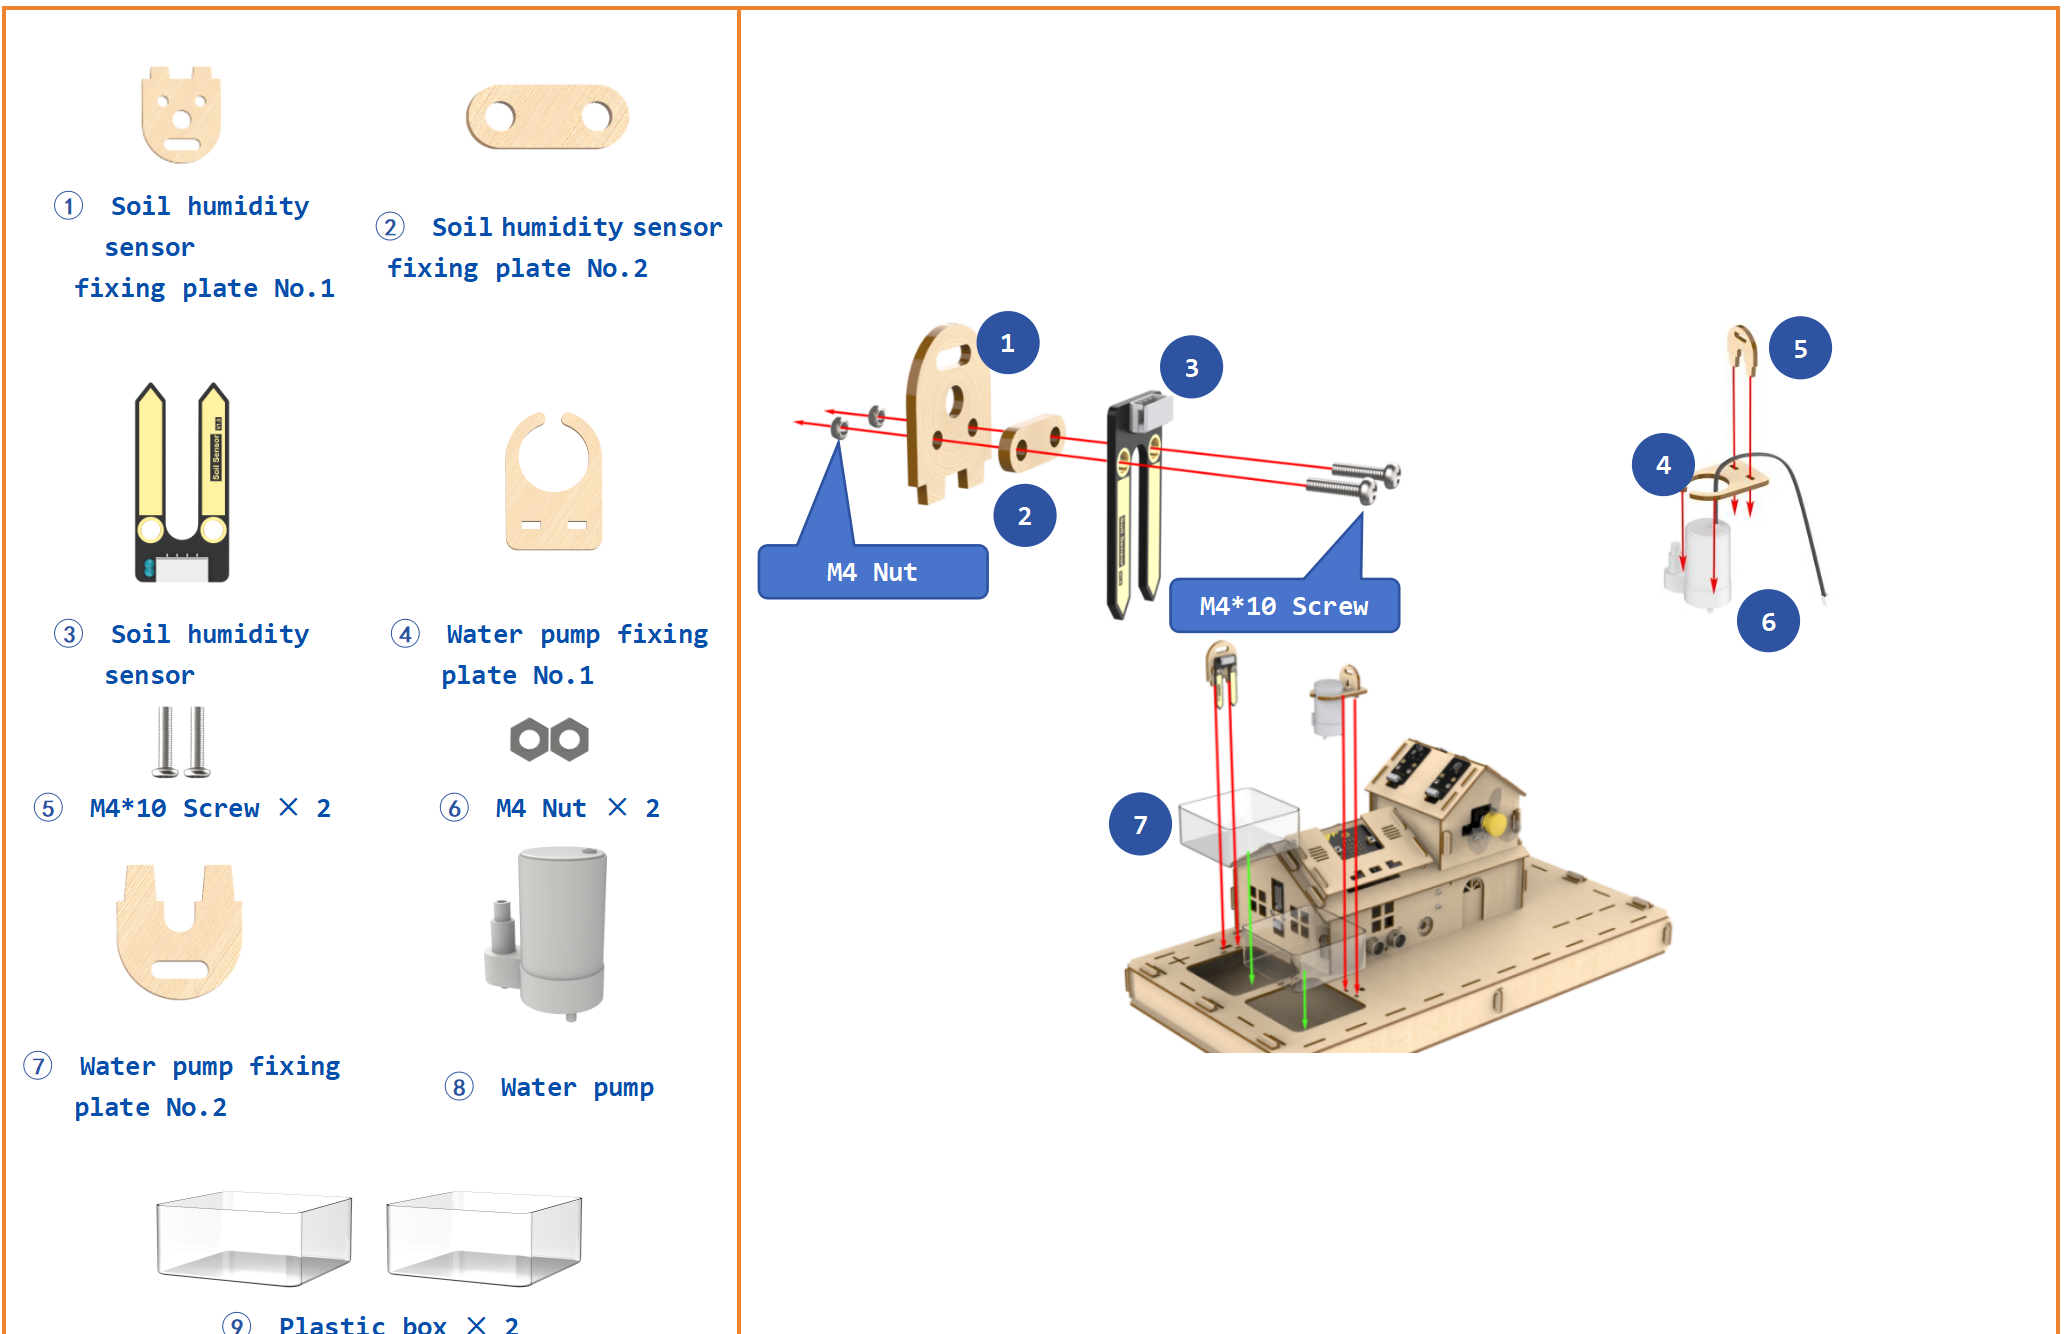 ① Soil humidity
sensor
fixing plate No.1
② Soil humidity sensor
fixing plate No.2
Soil Sensor
③ Soil humidity
sensor
④ Water pump fixing
plate No.1
⑤ M4*10 Screw × 2
⑥ M4 Nut × 2
⑦ Water pump fixing
plate No.2
⑧ Water pump
⑨ Plastic box × 2
1
2
3
M4 Nut
M4*10 Screw
4
5
6
7